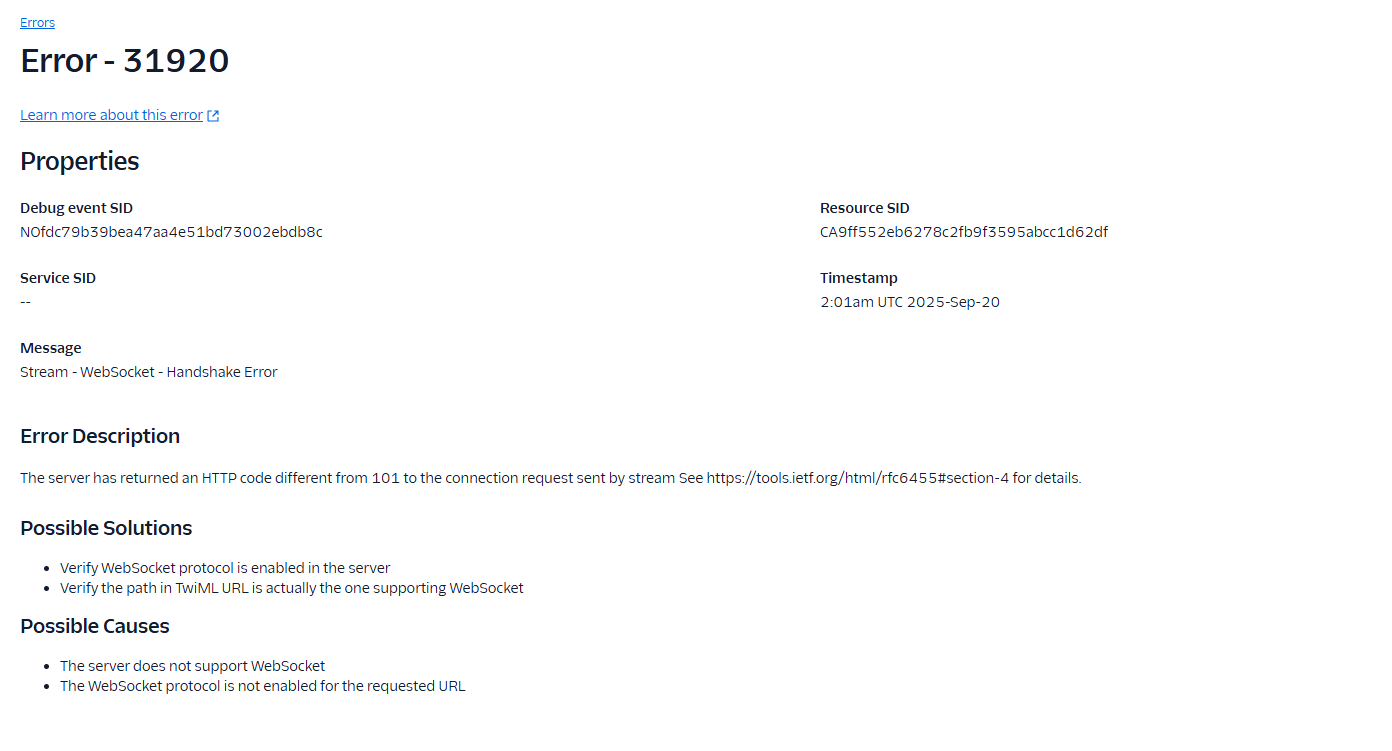 Errors
Error - 31920
Learn more about this error
Properties
Debug event SID
NOfdc79b39bea47aa4e51bd73002ebdb8c
Resource SID
CA9ff552eb6278c2fb9f3595abcc1d62df
Service SID
--
Timestamp
2:01am UTC 2025-Sep-20
Message
Stream - WebSocket - Handshake Error
Error Description
The server has returned an HTTP code different from 101 to the connection request sent by stream See https://tools.ietf.org/html/rfc6455#section-4 for details.
Possible Solutions
• Verify WebSocket protocol is enabled in the server
• Verify the path in TwiML URL is actually the one supporting WebSocket
Possible Causes
• The server does not support WebSocket
• The WebSocket protocol is not enabled for the requested URL